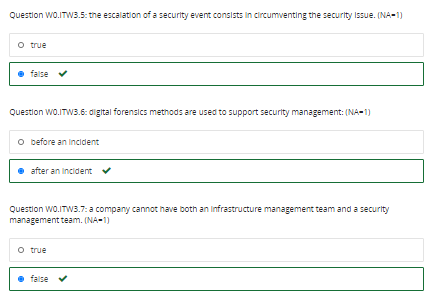 Question W0.ITW3.5: the escalation of a security event consists in circumventing the security issue. (NA=1)
true
false
Question W0.ITW3.6: digital forensics methods are used to support security management: (NA=1)
before an incident
after an incident
Question W0.ITW3.7: a company cannot have both an infrastructure management team and a security
management team. (NA=1)
true
false